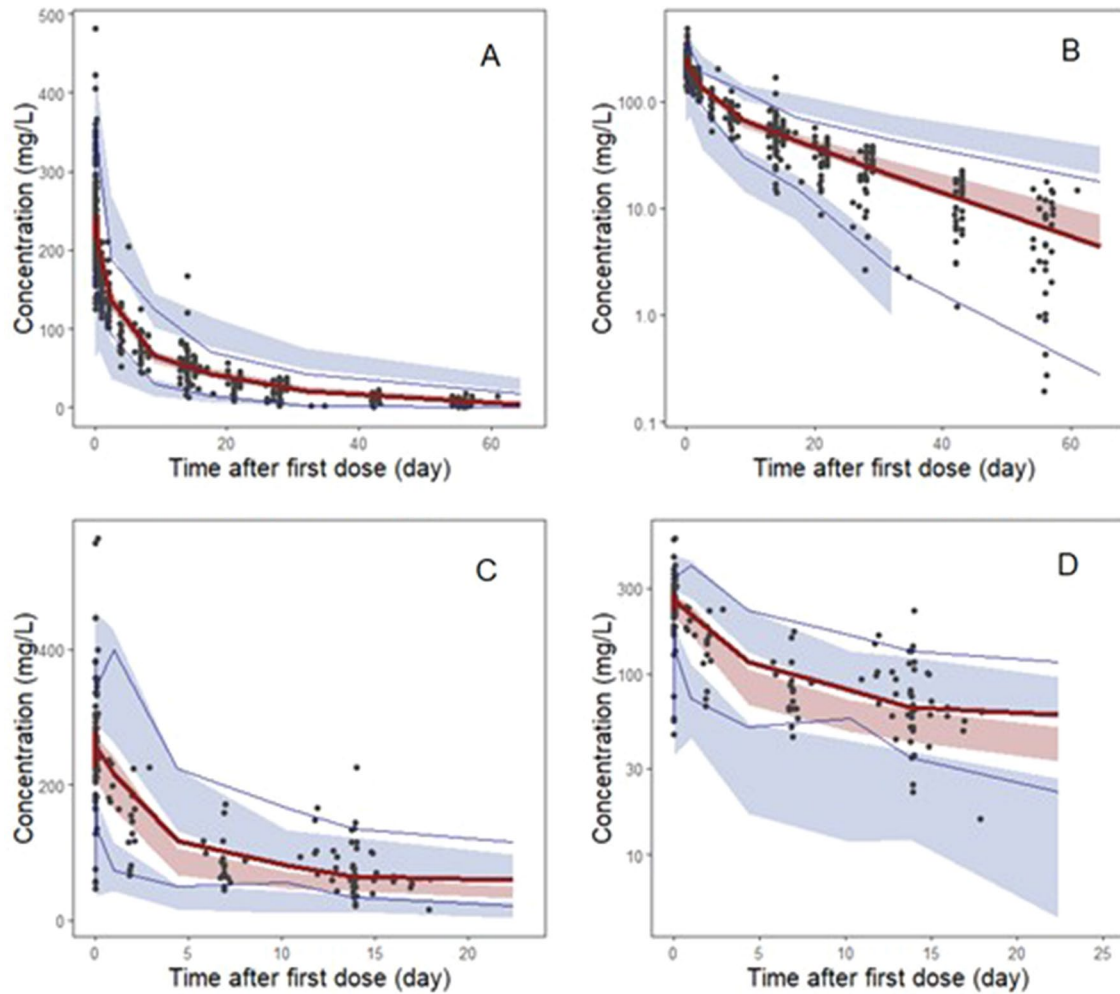 A
Concentration (mg/L)
500
400
300
200
100
0
0 20 40 60
Time after first dose (day)
B
Concentration (mg/L)
100.0
10.0
1.0
0.1
0 20 40 60
Time after first dose (day)
C
Concentration (mg/L)
400
200
0
0 5 10 15 20
Time after first dose (day)
D
Concentration (mg/L)
300
100
30
10
0 5 10 15 20 25
Time after first dose (day)